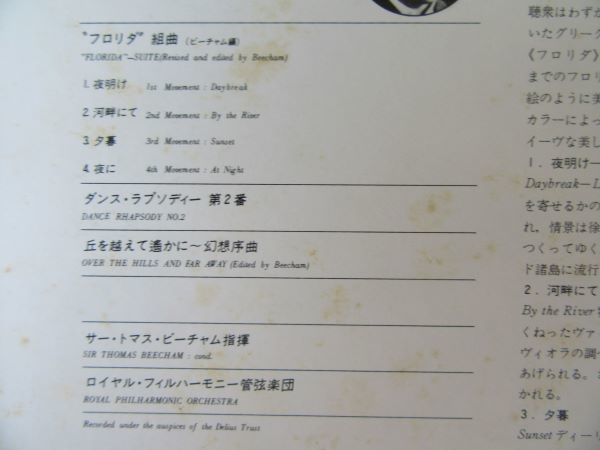 "フロリダ" 組曲 (ビーチャム編)
"FLORIDA"—SUITE(Revised and edited by Beecham)
1. 夜明け 1st Movement : Daybreak
2. 河畔にて 2nd Movement : By the River
3. 夕暮 3rd Movement : Sunset
4. 夜に 4th Movement : At Night
ダンス・ラプソディー 第2番
DANCE RHAPSODY NO.2
丘を越えて遙かに〜幻想序曲
OVER THE HILLS AND FAR AWAY (Edited by Beecham)
サー・トマス・ビーチャム指揮
SIR THOMAS BEECHAM : cond.
ロイヤル・フィルハーモニー管弦楽団
ROYAL PHILHARMONIC ORCHESTRA
Recorded under the auspices of the Delius Trust
聴衆はわずか
いたグリーク
《フロリダ》
までのフロリ
絵のように美
カラーによっ
イーヴな美し
1. 夜明け—
Daybreak—L
を寄せるかの
れ, 情景は徐
つくってゆく
ド諸島に流行
2. 河畔にて
By the River
くねったヴァ
ヴィオラの調
あげられる。
かれる。
3. 夕暮
Sunset ディーリ